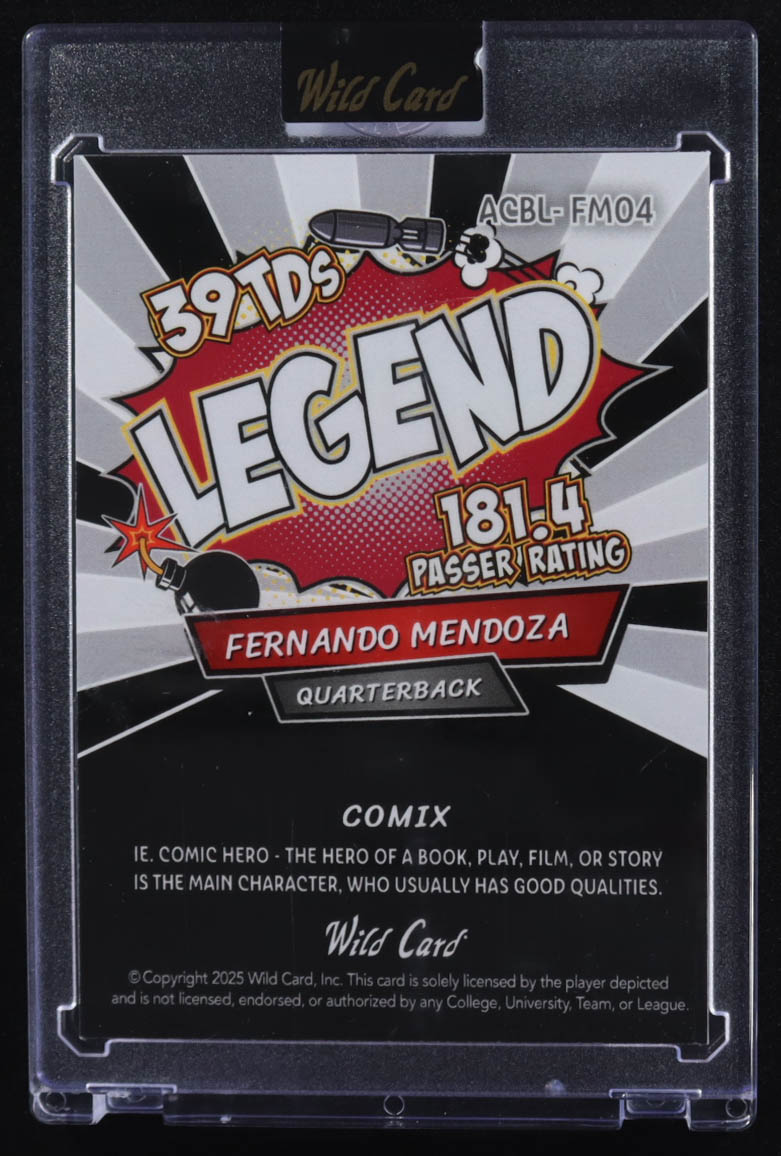 Wild Card
ACBL- FM04
39 TDS
LEGEND
181.4
PASSER RATING
FERNANDO MENDOZA
QUARTERBACK
COMIX
IE. COMIC HERO - THE HERO OF A BOOK, PLAY, FILM, OR STORY
IS THE MAIN CHARACTER, WHO USUALLY HAS GOOD QUALITIES.
Wild Card
©Copyright 2025 Wild Card, Inc. This card is solely licensed by the player depicted
and is not licensed, endorsed, or authorized by any College, University, Team, or League.